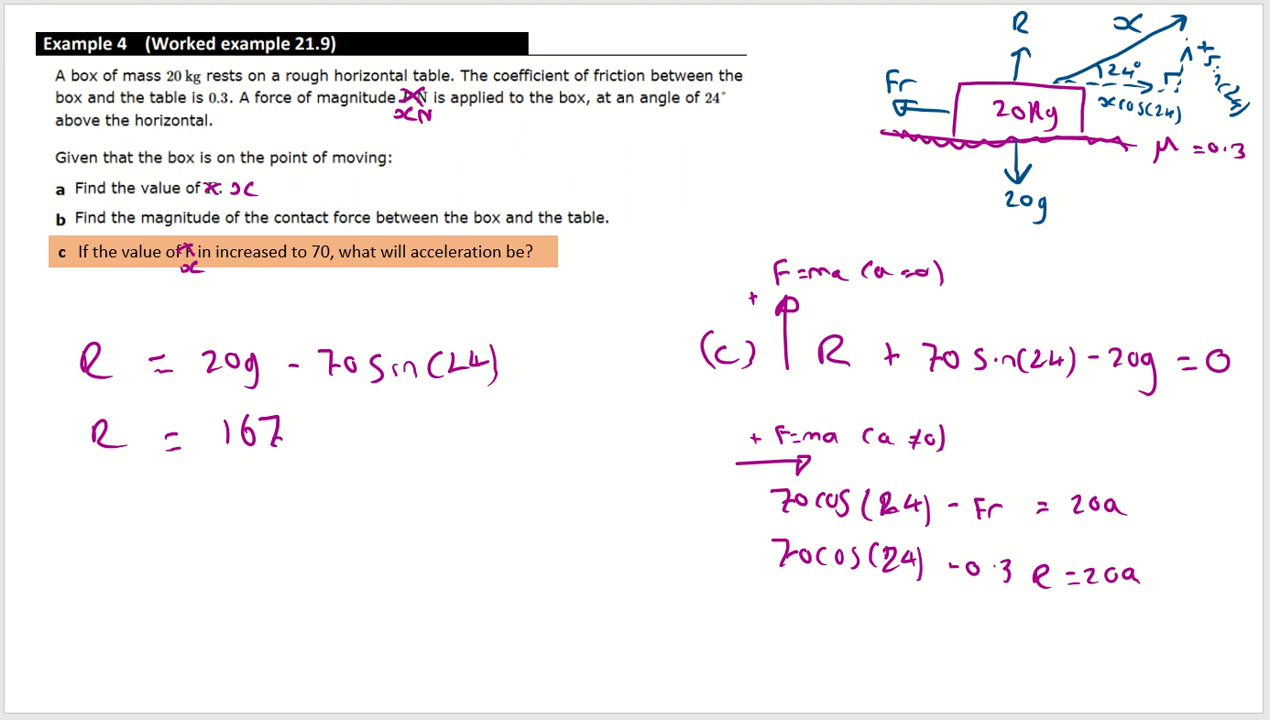 Example 4 (Worked example 21.9)
A box of mass 20 kg rests on a rough horizontal table. The coefficient of friction between the
box and the table is 0.3. A force of magnitude N is applied to the box, at an angle of 24°
xN
above the horizontal.
Given that the box is on the point of moving:
a Find the value of x
b Find the magnitude of the contact force between the box and the table.
c If the value of in increased to 70, what will acceleration be?
x
R
x
Fr
24°
x sin(24)
x cos(24)
20kg
μ = 0.3
20g
F=ma (a=0)
+
(c) R + 70 sin(24) - 20g = 0
R = 20g - 70 sin(24)
R = 167
+ F=ma (a ≠0)
70cos(24) - Fr = 20a
70cos(24) - 0.3 R = 20a